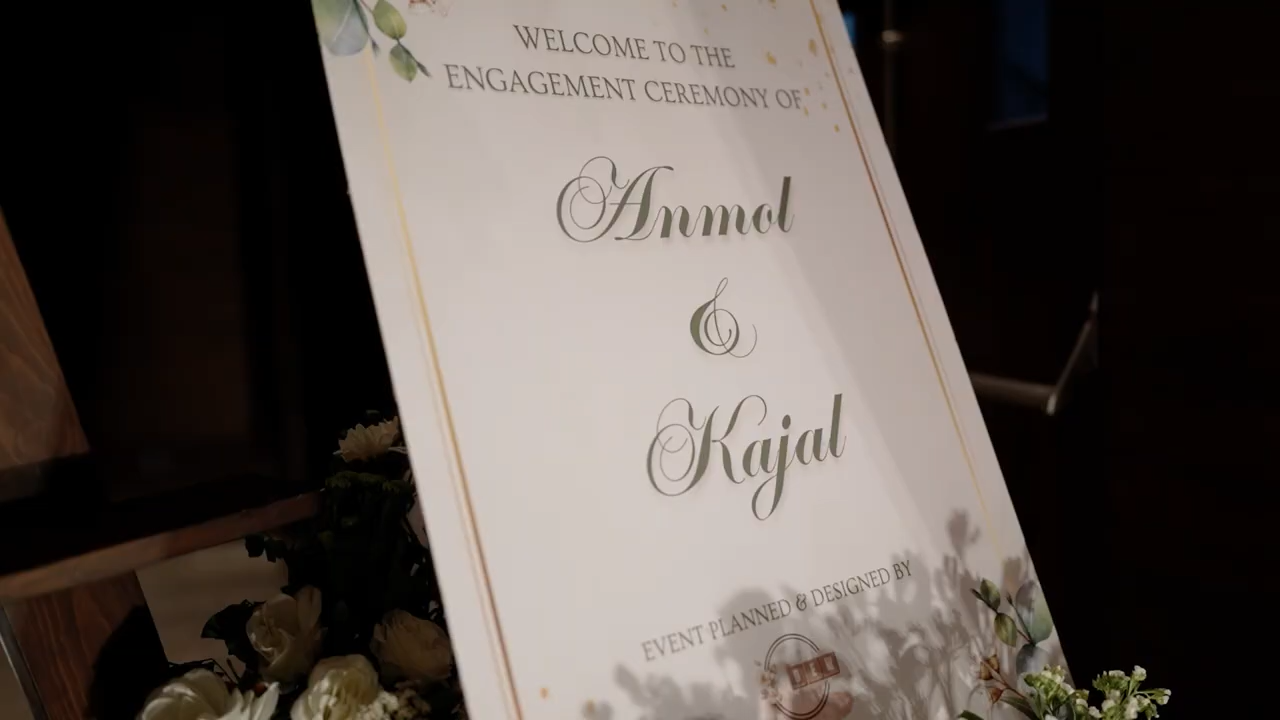 WELCOME TO THE
ENGAGEMENT CEREMONY OF
Anmol
&
Kajal
EVENT PLANNED & DESIGNED BY